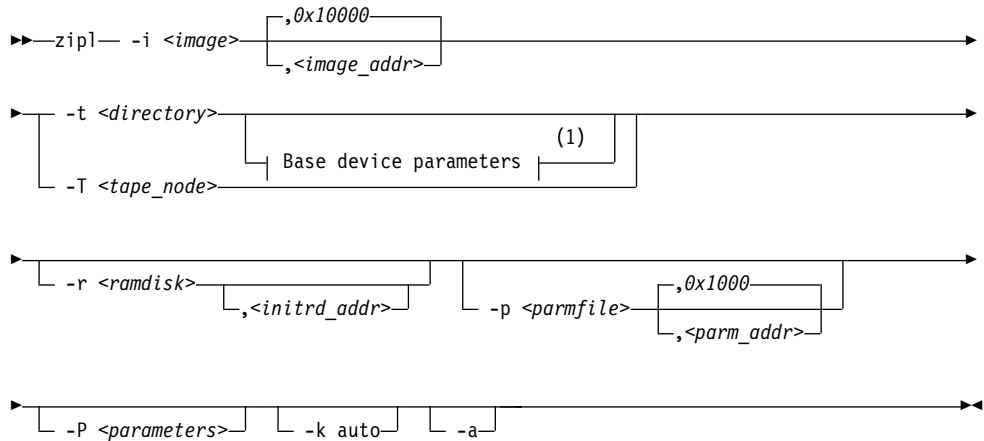 ,0x10000
zipl -i <image>
,<image_addr>
-t <directory>
(1)
Base device parameters
-T <tape_node>
-r <ramdisk>
,<initrd_addr>
,0x1000
-p <parmfile>
,<parm_addr>
-P <parameters> -k auto -a